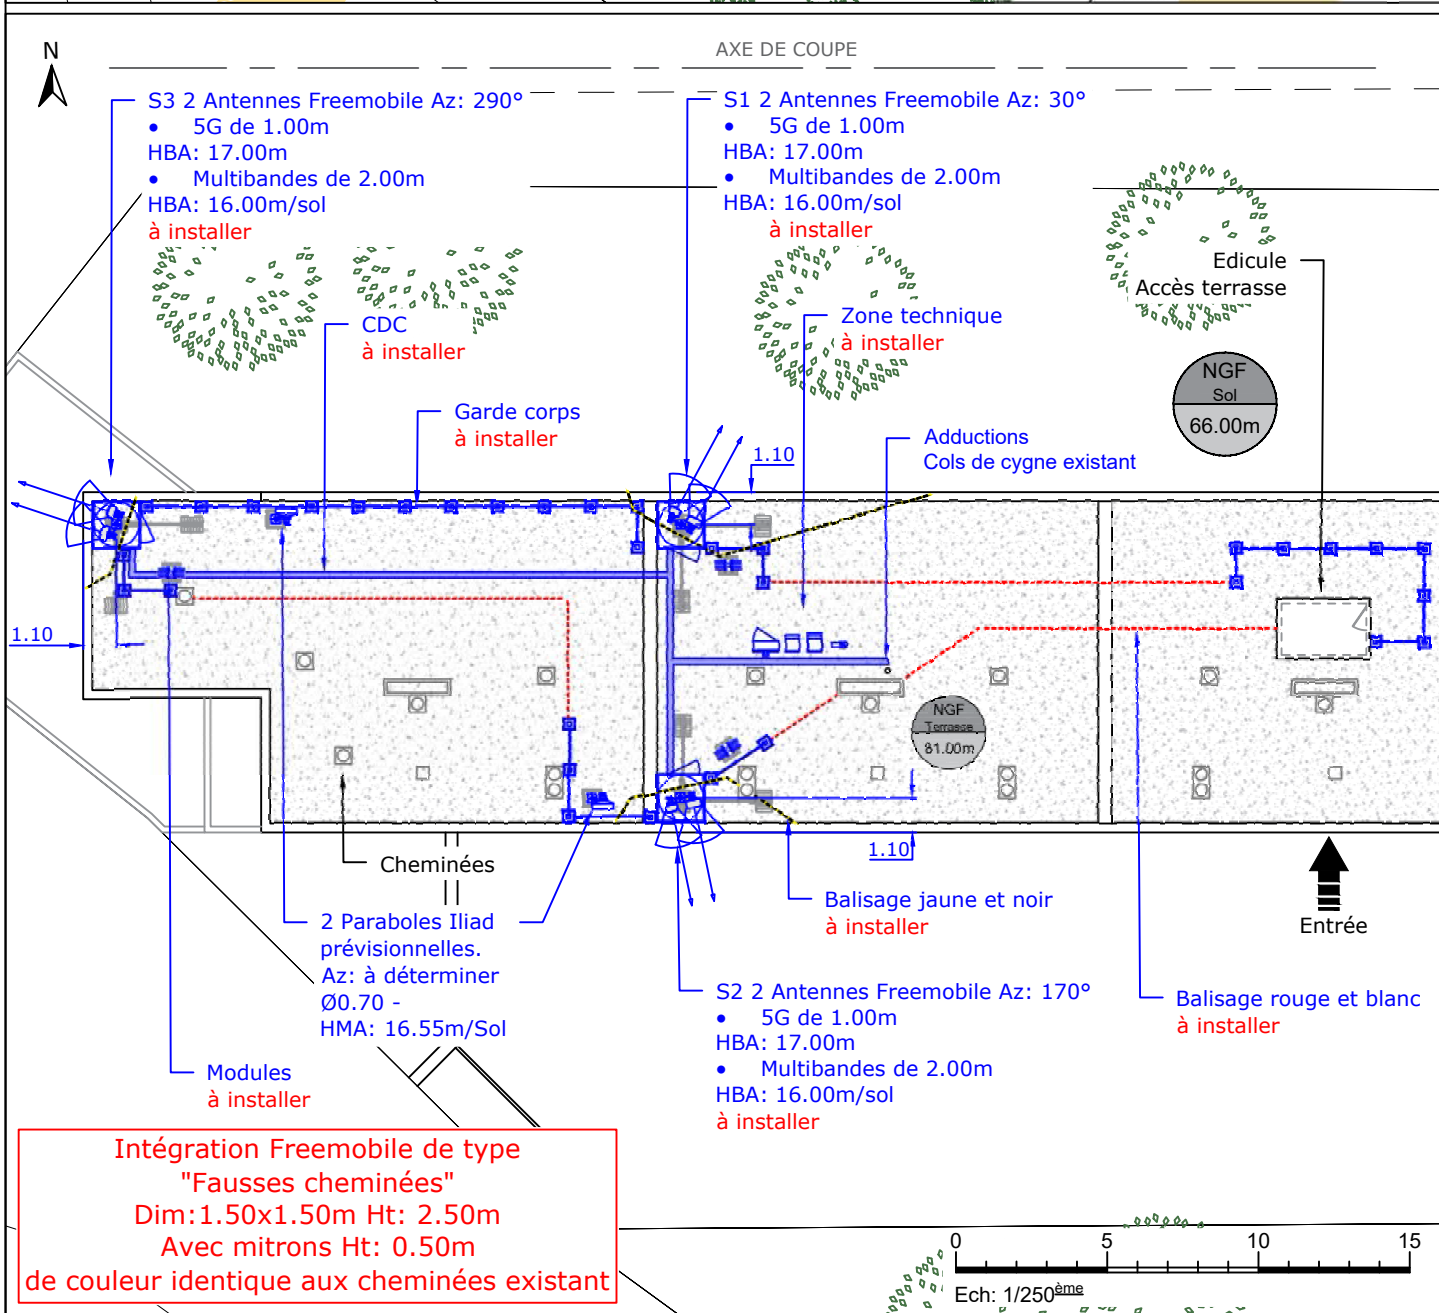 AXE DE COUPE
N
S3 2 Antennes Freemobile Az: 290°
• 5G de 1.00m
HBA: 17.00m
• Multibandes de 2.00m
HBA: 16.00m/sol
à installer
S1 2 Antennes Freemobile Az: 30°
• 5G de 1.00m
HBA: 17.00m
• Multibandes de 2.00m
HBA: 16.00m/sol
à installer
Edicule
Accès terrasse
CDC
à installer
Zone technique
à installer
NGF
Sol
66.00m
Garde corps
à installer
Adductions
Cols de cygne existant
1.10
1.10
NGF
Terrasse
81.00m
1.10
Cheminées
Balisage jaune et noir
à installer
Entrée
2 Paraboles Iliad
prévisionnelles.
Az: à déterminer
Ø0.70 -
HMA: 16.55m/Sol
S2 2 Antennes Freemobile Az: 170°
• 5G de 1.00m
HBA: 17.00m
• Multibandes de 2.00m
HBA: 16.00m/sol
à installer
Balisage rouge et blanc
à installer
Modules
à installer
Intégration Freemobile de type
"Fausses cheminées"
Dim:1.50x1.50m Ht: 2.50m
Avec mitrons Ht: 0.50m
de couleur identique aux cheminées existant
0 5 10 15
Ech: 1/250ème